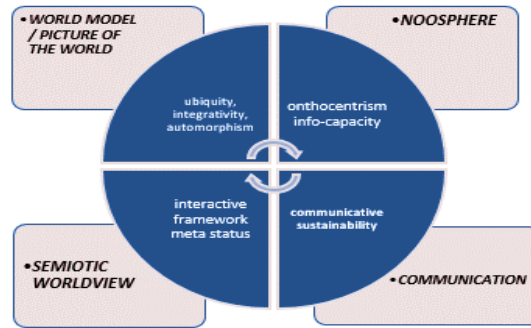 •WORLD MODEL
/ PICTURE OF
THE WORLD
•NOOSPHERE
ubiquity,
integrativity,
automorphism
onthocentrism
info-capacity
interactive
framework
meta status
communicative
sustainability
•SEMIOTIC
WORLDVIEW
•COMMUNICATION